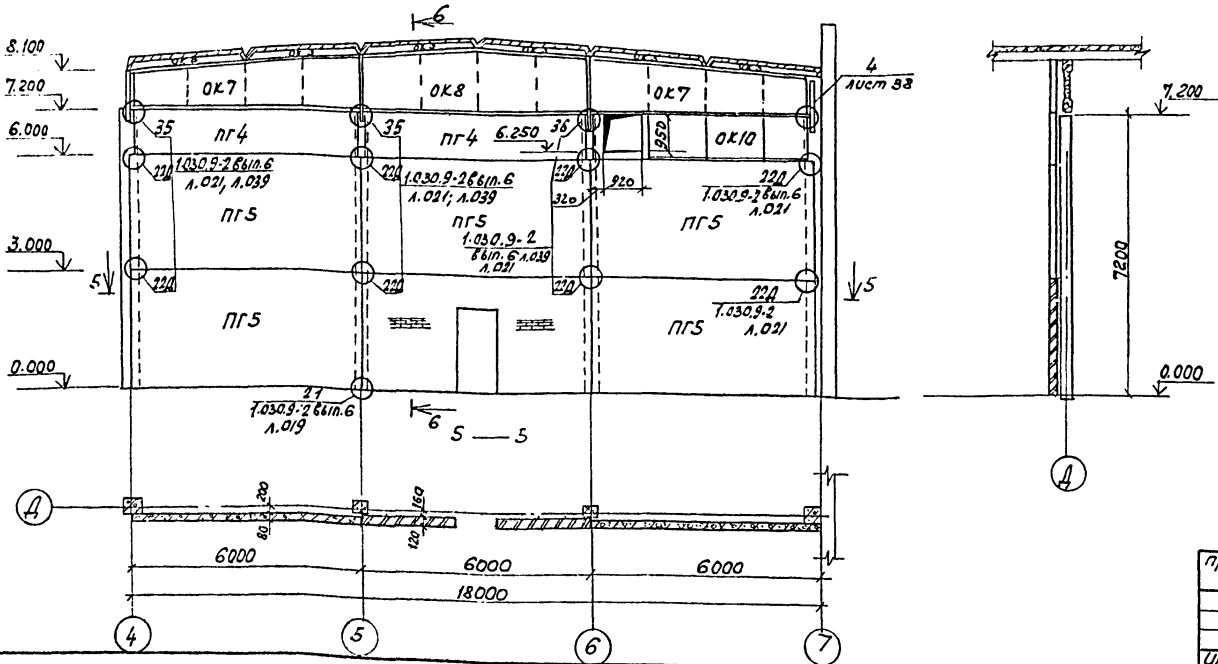 6
8.100
7.200
6.000
3.000
0.000
ОК7
ОК8
ОК7
4
лист 38
35
ПГ4
35
ПГ4
6.250
36
950
ОК10
22Д
1.030.9-2 вып.6
л.021, л.039
22Д
1.030.9-2 вып.6
л.021; л.039
22Д
320
920
22Д
1.030.9-2 вып.6
л.021
ПГ5
ПГ5
1.030.9-2
вып.6 л.039
л.021
ПГ5
5
22Д
22Д
22Д
22Д
1.030.9-2
л.021
5
ПГ5
ПГ5
21
1.030.9-2 вып.6
л.019
6
5 — 5
Д
200
80
160
120
6000
6000
6000
18000
4
5
6
7
7.200
7200
0.000
Д